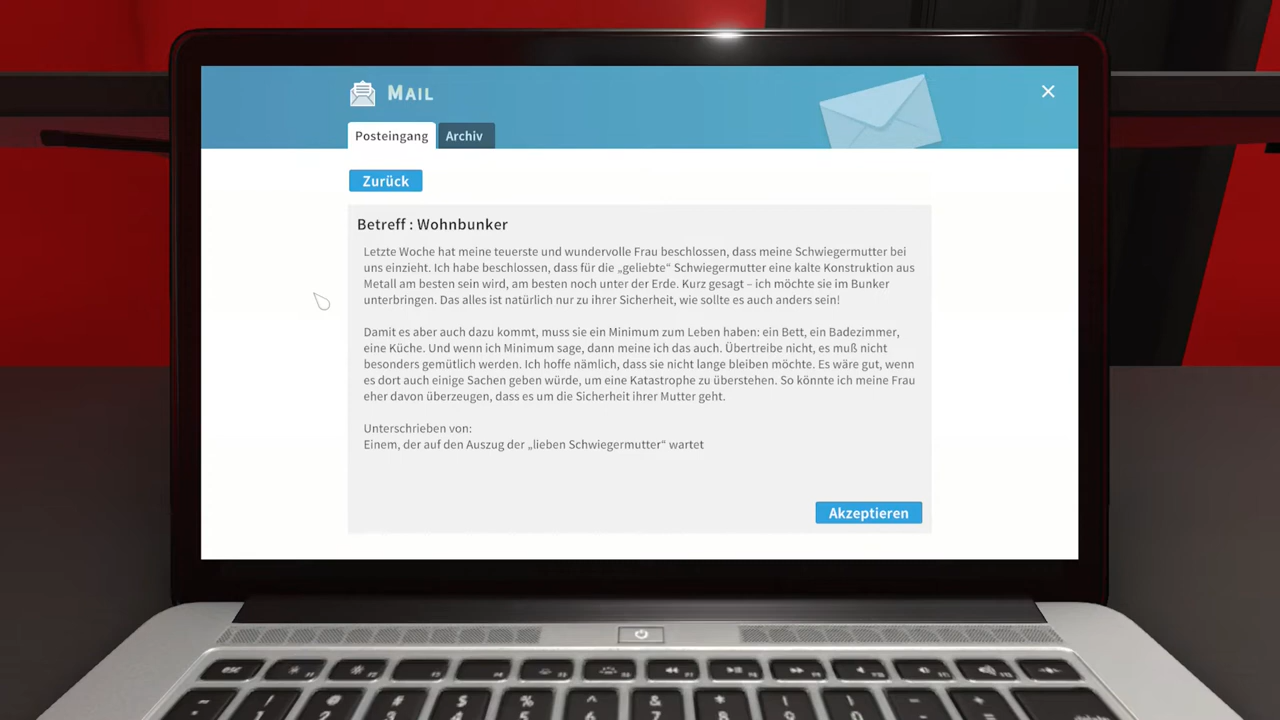 MAIL
Posteingang Archiv
Zurück
Betreff : Wohnbunker
Letzte Woche hat meine teuerste und wundervolle Frau beschlossen, dass meine Schwiegermutter bei
uns einzieht. Ich habe beschlossen, dass für die „geliebte“ Schwiegermutter eine kalte Konstruktion aus
Metall am besten sein wird, am besten noch unter der Erde. Kurz gesagt – ich möchte sie im Bunker
unterbringen. Das alles ist natürlich nur zu ihrer Sicherheit, wie sollte es auch anders sein!
Damit es aber auch dazu kommt, muss sie ein Minimum zum Leben haben: ein Bett, ein Badezimmer,
eine Küche. Und wenn ich Minimum sage, dann meine ich das auch. Übertreibe nicht, es muß nicht
besonders gemütlich werden. Ich hoffe nämlich, dass sie nicht lange bleiben möchte. Es wäre gut, wenn
es dort auch einige Sachen geben würde, um eine Katastrophe zu überstehen. So könnte ich meine Frau
eher davon überzeugen, dass es um die Sicherheit ihrer Mutter geht.
Unterschrieben von:
Einem, der auf den Auszug der „lieben Schwiegermutter“ wartet
Akzeptieren
esc